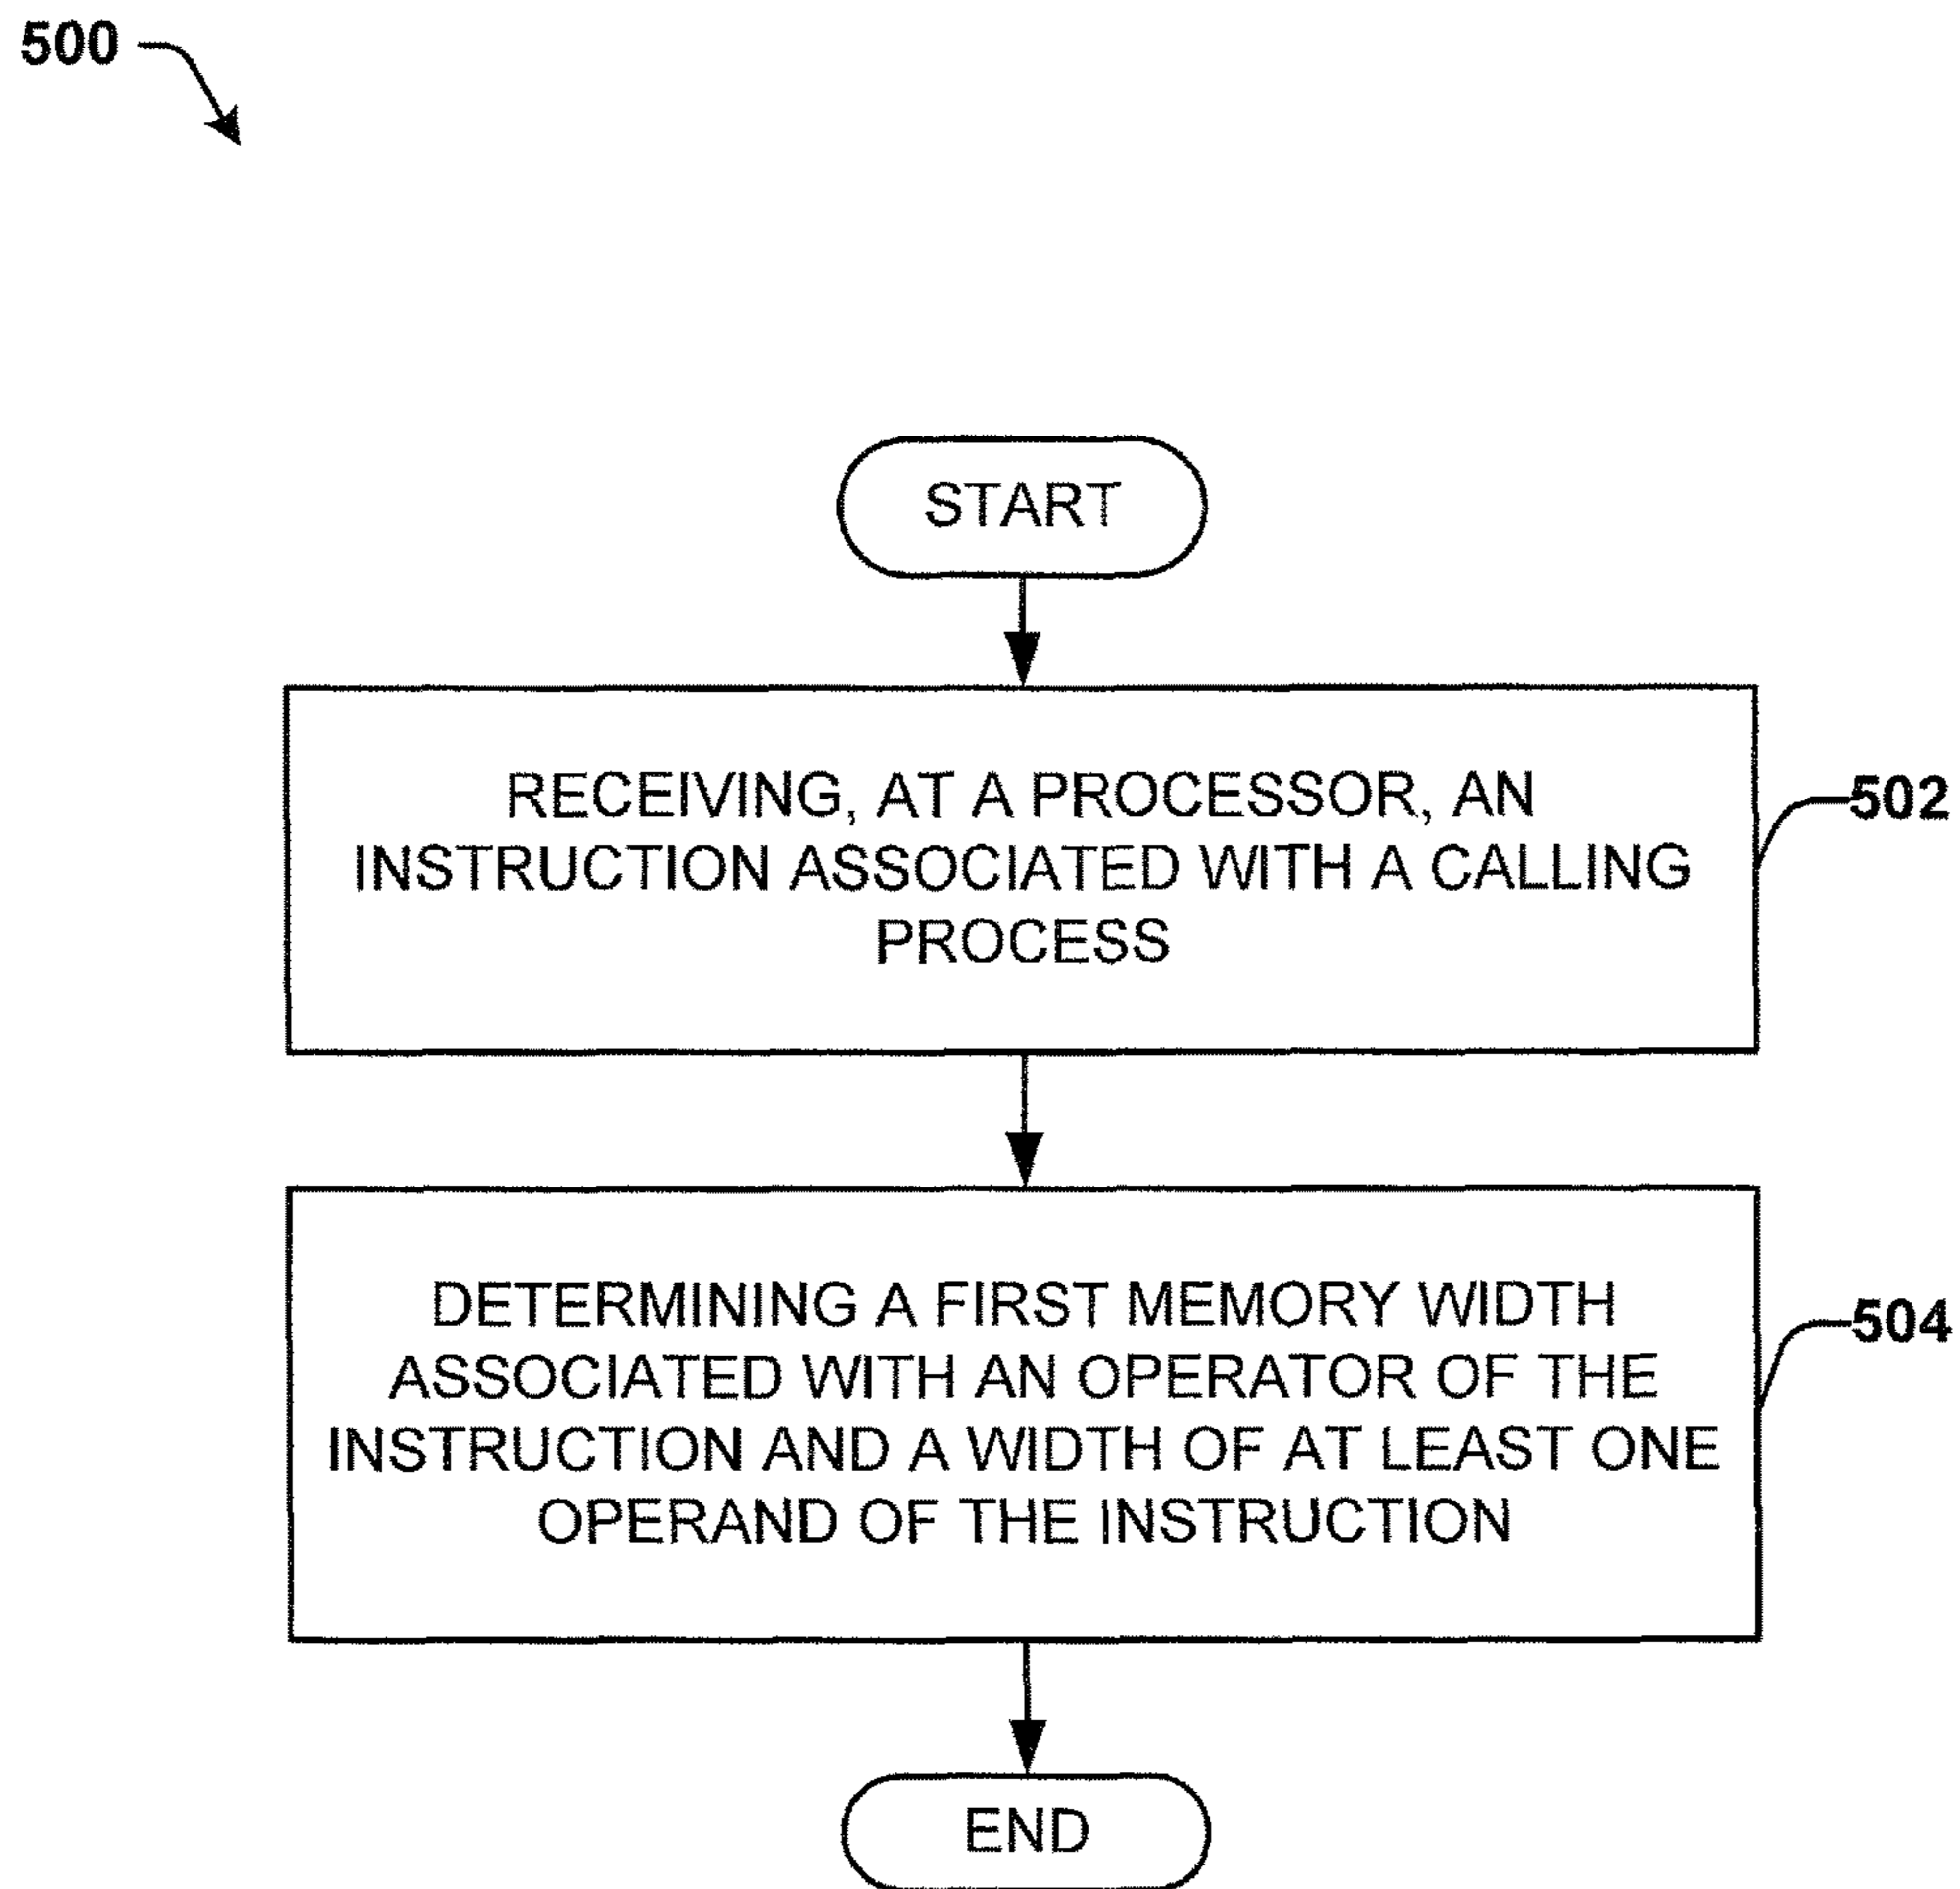 500
START
RECEIVING, AT A PROCESSOR, AN
INSTRUCTION ASSOCIATED WITH A CALLING
PROCESS
502
DETERMINING A FIRST MEMORY WIDTH
ASSOCIATED WITH AN OPERATOR OF THE
INSTRUCTION AND A WIDTH OF AT LEAST ONE
OPERAND OF THE INSTRUCTION
504
END